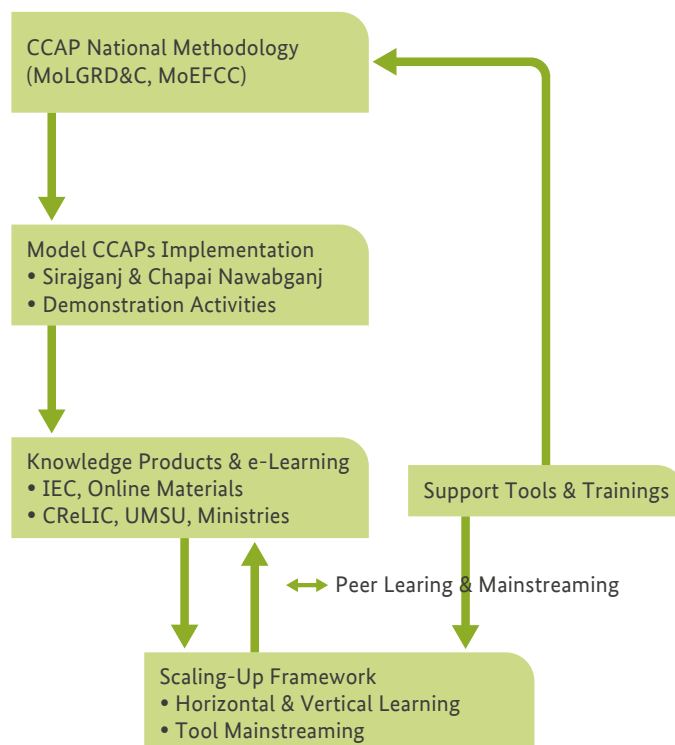 CCAP National Methodology
(MoLGRD&C, MoEFCC)
Model CCAPs Implementation
• Sirajganj & Chapai Nawabganj
• Demonstration Activities
Knowledge Products & e-Learning
• IEC, Online Materials
• CReLIC, UMSU, Ministries
Support Tools & Trainings
Peer Learing & Mainstreaming
Scaling-Up Framework
• Horizontal & Vertical Learning
• Tool Mainstreaming